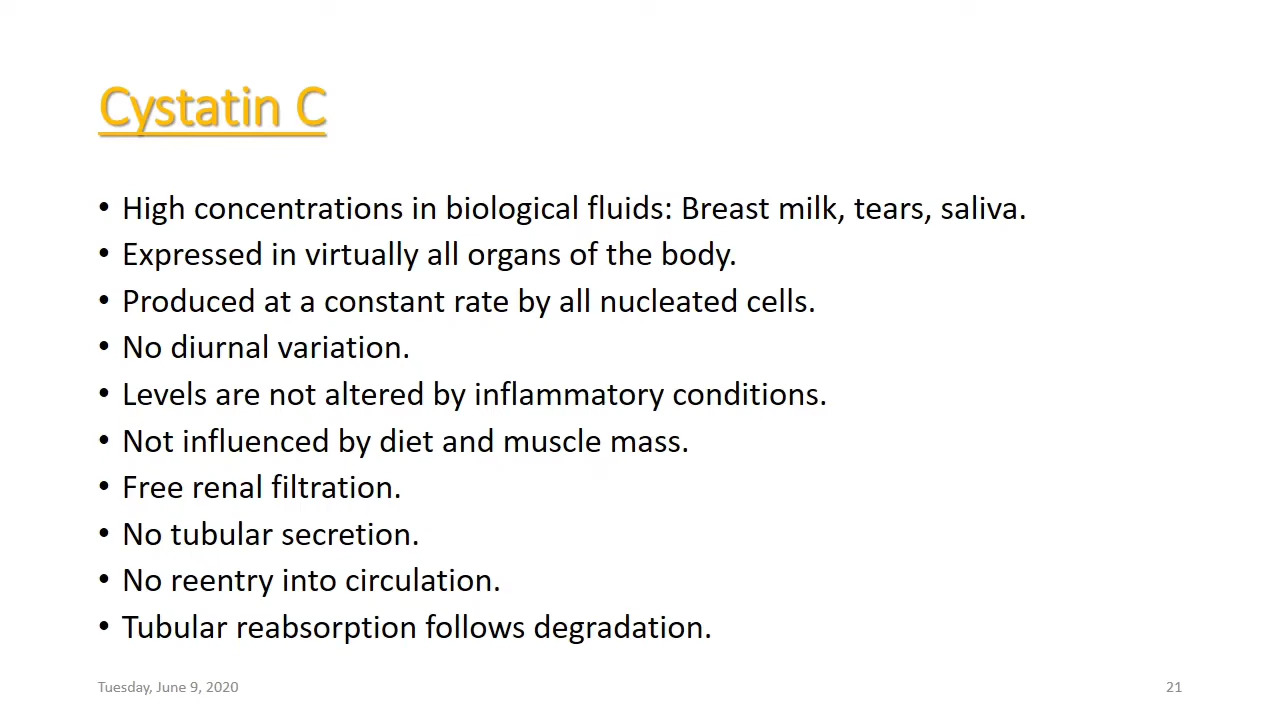 Cystatin C
• High concentrations in biological fluids: Breast milk, tears, saliva.
• Expressed in virtually all organs of the body.
• Produced at a constant rate by all nucleated cells.
• No diurnal variation.
• Levels are not altered by inflammatory conditions.
• Not influenced by diet and muscle mass.
• Free renal filtration.
• No tubular secretion.
• No reentry into circulation.
• Tubular reabsorption follows degradation.
Tuesday, June 9, 2020
21